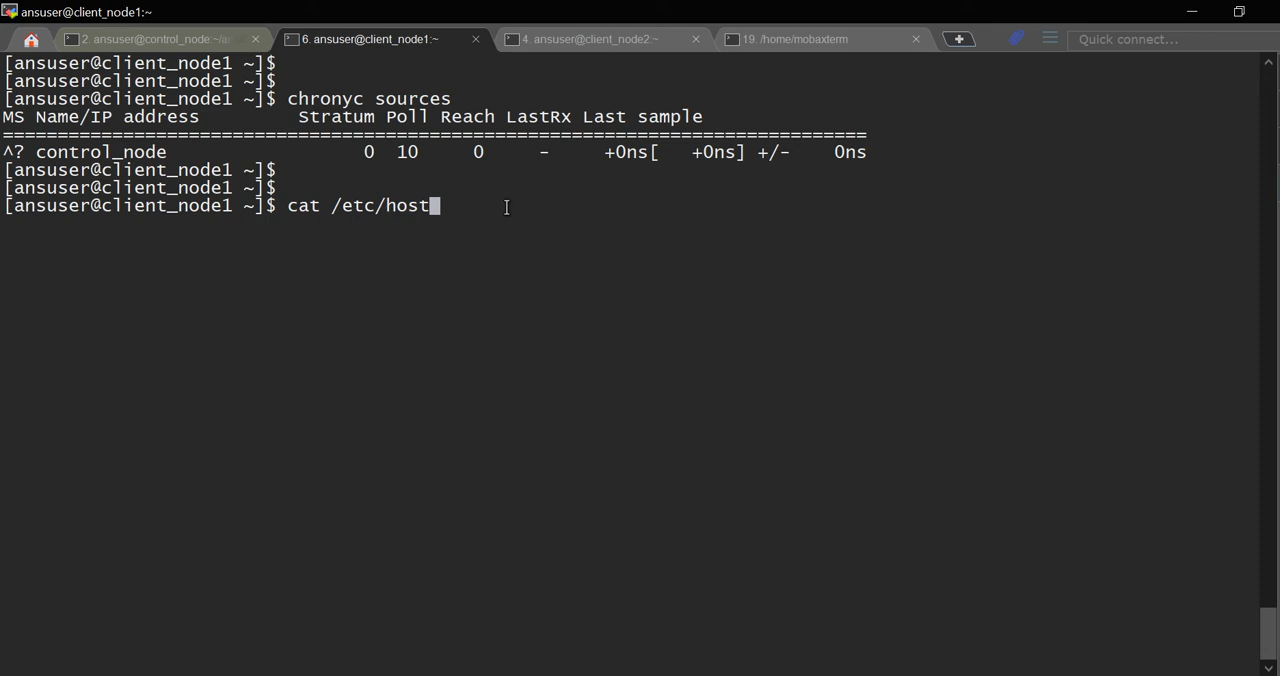 ansuser@client_node1:~
2. ansuser@control_node:~/an
6. ansuser@client_node1:~
4. ansuser@client_node2:~
19. /home/mobaxterm
Quick connect...
[ansuser@client_node1 ~]$
[ansuser@client_node1 ~]$
[ansuser@client_node1 ~]$ chronyc sources
MS Name/IP address         Stratum Poll Reach LastRx Last sample
===============================================================================
^? control_node                  0  10     0     -     +0ns[   +0ns] +/-    0ns
[ansuser@client_node1 ~]$
[ansuser@client_node1 ~]$
[ansuser@client_node1 ~]$ cat /etc/host